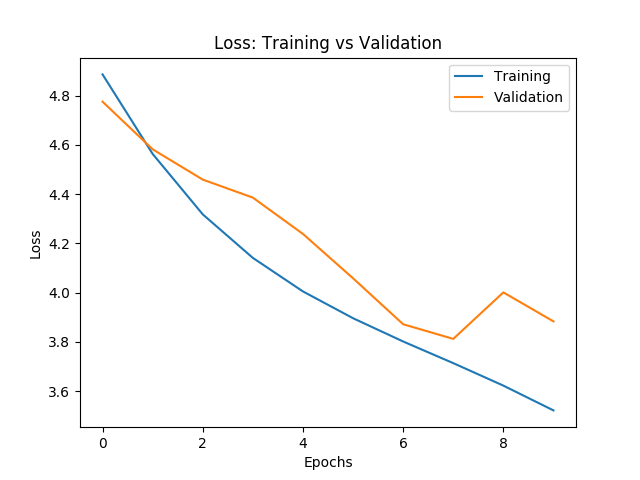 Loss: Training vs Validation
Training
Validation
4.8
4.6
4.4
4.2
4.0
3.8
3.6
Loss
0
2
4
6
8
Epochs